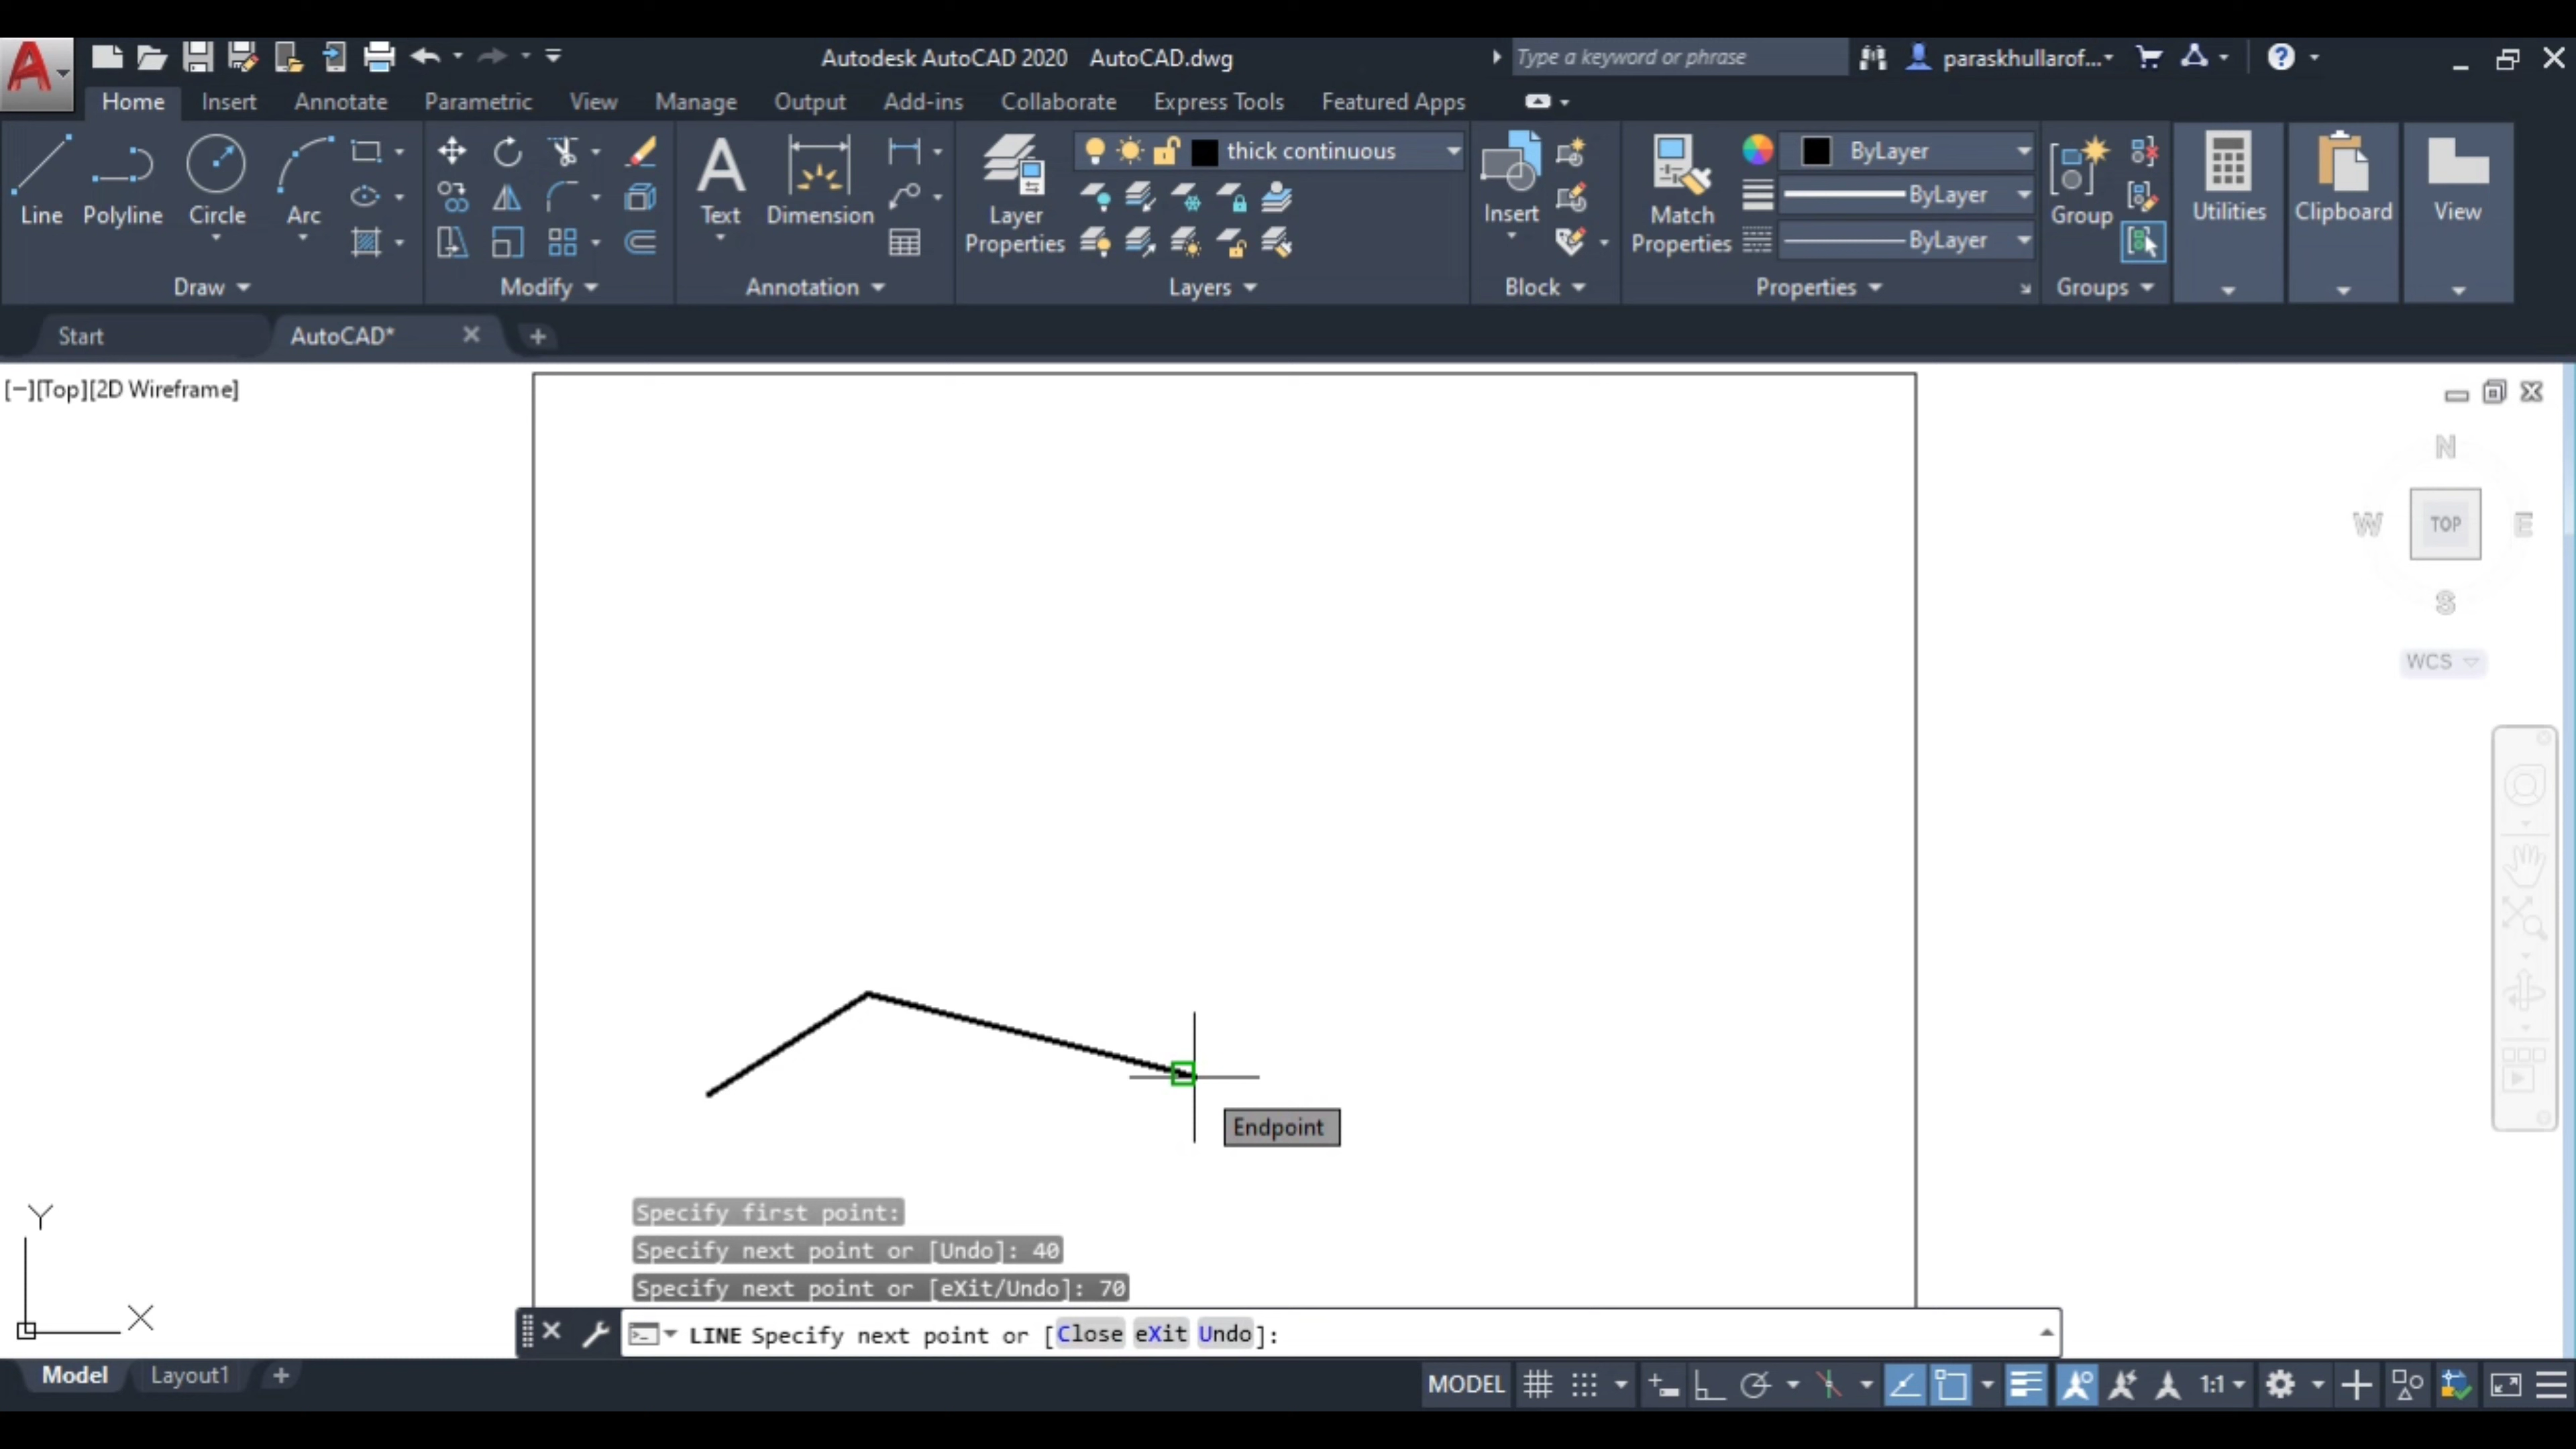 A
Autodesk AutoCAD 2020 AutoCAD.dwg
Type a keyword or phrase
paraskhullarof...
?
Home Insert Annotate Parametric View Manage Output Add-ins Collaborate Express Tools Featured Apps
Line Polyline Circle Arc
A
Text Dimension
Layer
Properties
thick continuous
Insert
Match
Properties
ByLayer
ByLayer
ByLayer
Group
Utilities
Clipboard
View
Draw Modify Annotation Layers Block Properties Groups
Start AutoCAD* +
[−][Top][2D Wireframe]
N
W TOP E
S
WCS
Endpoint
Y
X
Specify first point:
Specify next point or [Undo]: 40
Specify next point or [eXit/Undo]: 70
LINE Specify next point or [Close eXit Undo]:
Model Layout1 +
MODEL 1:1